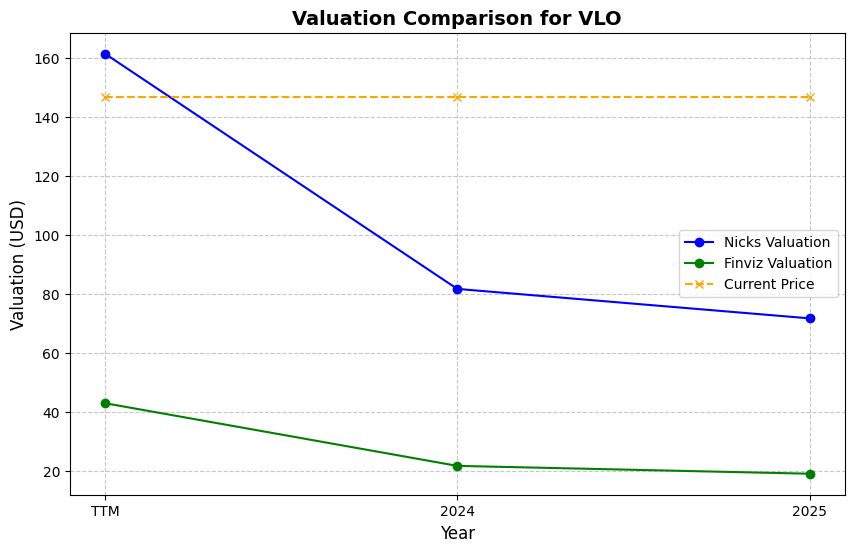 Valuation Comparison for VLO
Valuation (USD)
160
140
120
100
80
60
40
20
Nicks Valuation
Finviz Valuation
Current Price
TTM
2024
2025
Year